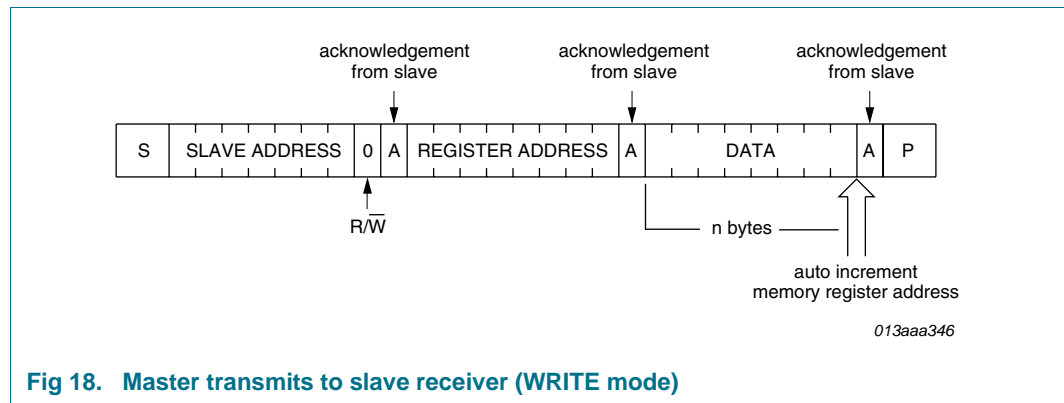 acknowledgement
from slave
acknowledgement
from slave
acknowledgement
from slave
S SLAVE ADDRESS 0 A REGISTER ADDRESS A DATA A P
R/W̅
n bytes
auto increment
memory register address
013aaa346
Fig 18. Master transmits to slave receiver (WRITE mode)